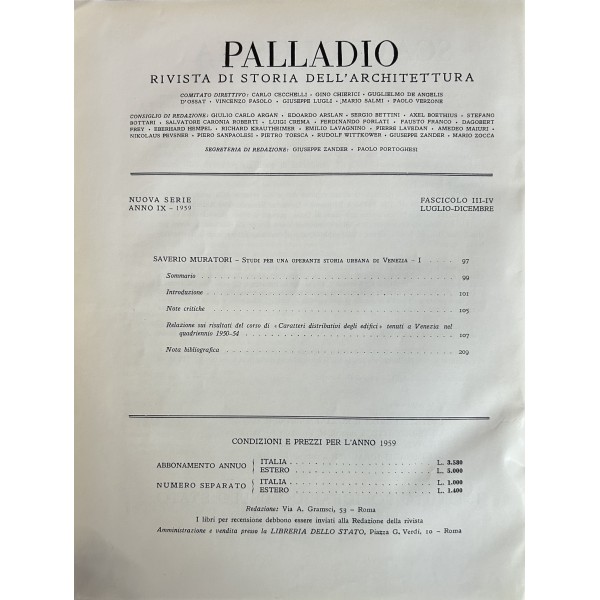 PALLADIO
RIVISTA DI STORIA DELL'ARCHITETTURA
COMITATO DIRETTIVO: CARLO CECCHELLI • GINO CHIERICI • GUGLIELMO DE ANGELIS
D'OSSAT • VINCENZO FASOLO • GIUSEPPE LUGLI • MARIO SALMI • PAOLO VERZONE
CONSIGLIO DI REDAZIONE: GIULIO CARLO ARGAN • EDOARDO ARSLAN • SERGIO BETTINI • AXEL BOETHIUS • STEFANO
BOTTARI • SALVATORE CARONIA ROBERTI • LUIGI CREMA • FERDINANDO FORLATI • FAUSTO FRANCO • DAGOBERT
FREY • EBERHARD HEMPEL • RICHARD KRAUTHEIMER • EMILIO LAVAGNINO • PIERRE LAVEDAN • AMEDEO MAIURI •
NIKOLAUS PEVSNER • PIERO SANPAOLESI • PIETRO TOESCA • RUDOLF WITTKOWER • GIUSEPPE ZANDER • MARIO ZOCCA
SEGRETERIA DI REDAZIONE: GIUSEPPE ZANDER • PAOLO PORTOGHESI
NUOVA SERIE FASCICOLO III-IV
ANNO IX - 1959 LUGLIO-DICEMBRE
SAVERIO MURATORI – STUDI PER UNA OPERANTE STORIA URBANA DI VENEZIA – I . . . . 97
Sommario . . . . 99
Introduzione . . . . 101
Note critiche . . . . 105
Relazione sui risultati del corso di «Caratteri distributivi degli edifici» tenuti a Venezia nel
quadriennio 1950-54 . . . . 107
Nota bibliografica . . . . 209
CONDIZIONI E PREZZI PER L'ANNO 1959
ABBONAMENTO ANNUO { ITALIA . . . . L. 3.580
ESTERO . . . . L. 5.000
NUMERO SEPARATO { ITALIA . . . . L. 1.000
ESTERO . . . . L. 1.400
Redazione: Via A. Gramsci, 53 – Roma
I libri per recensione debbono essere inviati alla Redazione della rivista
Amministrazione e vendita presso la LIBRERIA DELLO STATO, Piazza G. Verdi, 10 – Roma